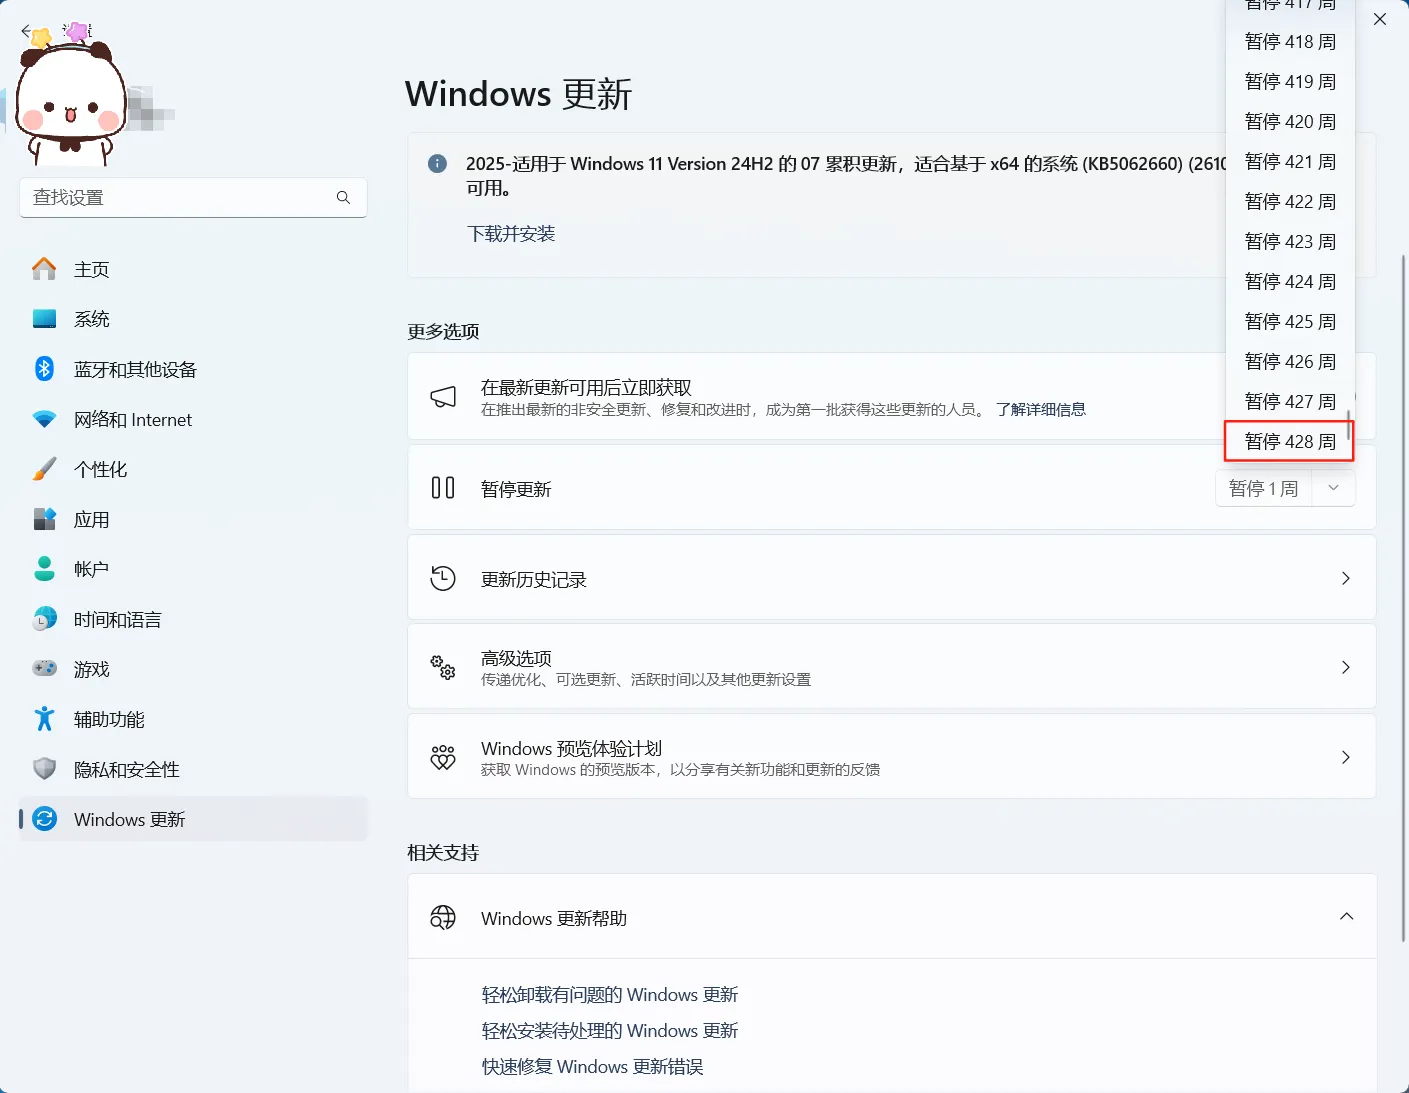 查找设置
主页
系统
蓝牙和其他设备
网络和 Internet
个性化
应用
帐户
时间和语言
游戏
辅助功能
隐私和安全性
Windows 更新
Windows 更新
2025-适用于 Windows 11 Version 24H2 的 07 累积更新，适合基于 x64 的系统 (KB5062660) (2610
可用。
下载并安装
更多选项
在最新更新可用后立即获取
在推出最新的非安全更新、修复和改进时，成为第一批获得这些更新的人员。 了解详细信息
暂停 417 周
暂停 418 周
暂停 419 周
暂停 420 周
暂停 421 周
暂停 422 周
暂停 423 周
暂停 424 周
暂停 425 周
暂停 426 周
暂停 427 周
暂停 428 周
暂停更新
暂停 1 周
更新历史记录
高级选项
传递优化、可选更新、活跃时间以及其他更新设置
Windows 预览体验计划
获取 Windows 的预览版本，以分享有关新功能和更新的反馈
相关支持
Windows 更新帮助
轻松卸载有问题的 Windows 更新
轻松安装待处理的 Windows 更新
快速修复 Windows 更新错误